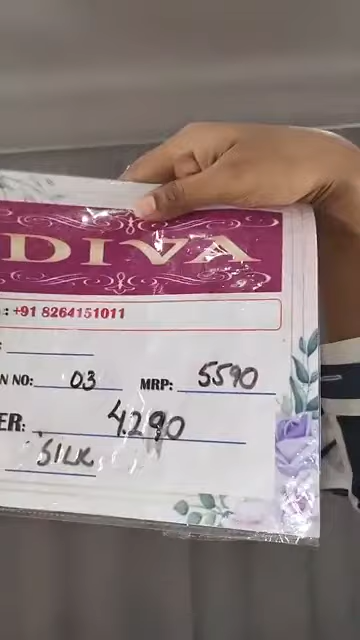 DIVA
: +91 8264151011
:
N NO: 03 MRP: 5590
ER: 4290
SILK